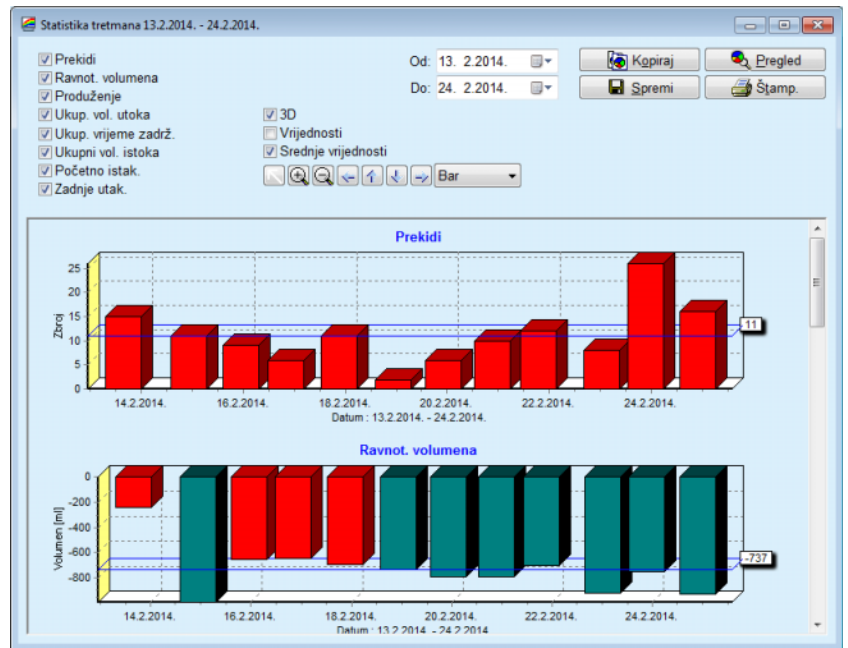 Statistika tretmana 13.2.2014. - 24.2.2014.
Prekidi
Ravnot. volumena
Produženje
Ukup. vol. utoka
Ukup. vrijeme zadrž.
Ukupni vol. istoka
Početno istak.
Zadnje utak.
3D
Vrijednosti
Srednje vrijednosti
Bar
Od: 13. 2.2014.
Do: 24. 2.2014.
Kopiraj
Pregled
Spremi
Štamp.
Prekidi
Zbroj
25
20
15
10
5
0
11
14.2.2014. 16.2.2014. 18.2.2014. 20.2.2014. 22.2.2014. 24.2.2014.
Datum : 13.2.2014. - 24.2.2014.
Ravnot. volumena
Volumen [ml]
0
-200
-400
-600
-800
-737
14.2.2014. 16.2.2014. 18.2.2014. 20.2.2014. 22.2.2014. 24.2.2014.
Datum : 13.2.2014. - 24.2.2014.